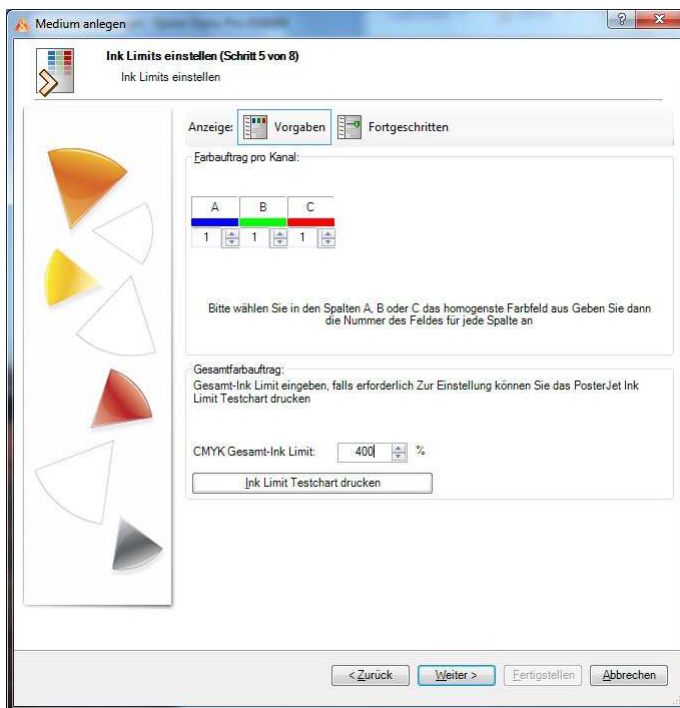 Medium anlegen
Ink Limits einstellen (Schritt 5 von 8)
Ink Limits einstellen
Anzeige: Vorgaben Fortgeschritten
Farbauftrag pro Kanal:
A B C
1 1 1
Bitte wählen Sie in den Spalten A, B oder C das homogenste Farbfeld aus Geben Sie dann
die Nummer des Feldes für jede Spalte an
Gesamtfarbauftrag:
Gesamt-Ink Limit eingeben, falls erforderlich Zur Einstellung können Sie das PosterJet Ink
Limit Testchart drucken
CMYK Gesamt-Ink Limit: 400 %
Ink Limit Testchart drucken
< Zurück Weiter > Fertigstellen Abbrechen